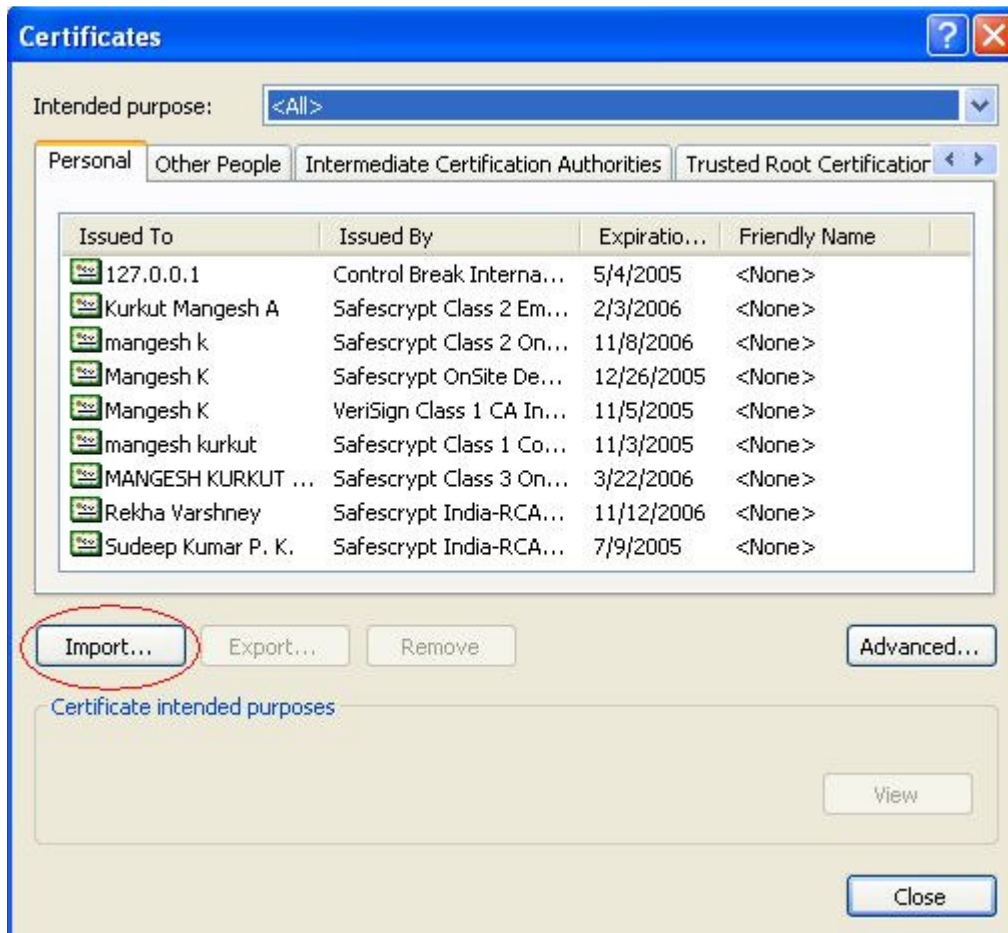 Certificates
Intended purpose: <All>
Personal Other People Intermediate Certification Authorities Trusted Root Certification
Issued To Issued By Expiratio... Friendly Name
127.0.0.1 Control Break Interna... 5/4/2005 <None>
Kurkut Mangesh A Safescrypt Class 2 Em... 2/3/2006 <None>
mangesh k Safescrypt Class 2 On... 11/8/2006 <None>
Mangesh K Safescrypt OnSite De... 12/26/2005 <None>
Mangesh K VeriSign Class 1 CA In... 11/5/2005 <None>
mangesh kurkut Safescrypt Class 1 Co... 11/3/2005 <None>
MANGESH KURKUT ... Safescrypt Class 3 On... 3/22/2006 <None>
Rekha Varshney Safescrypt India-RCA... 11/12/2006 <None>
Sudeep Kumar P. K. Safescrypt India-RCA... 7/9/2005 <None>
Import... Export... Remove Advanced...
Certificate intended purposes
View
Close